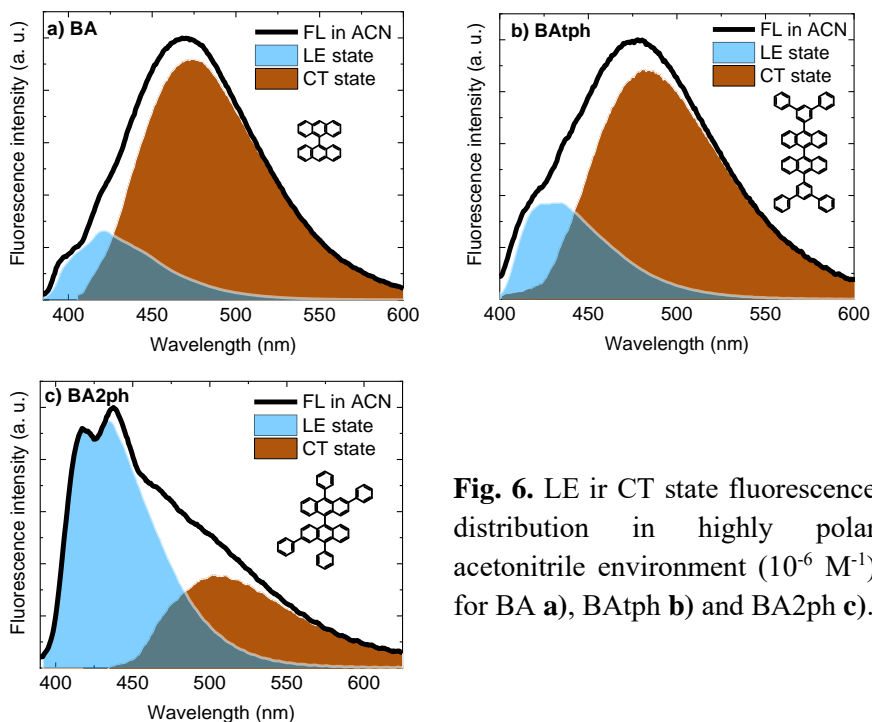 a) BA
FL in ACN
LE state
CT state
Fluorescence intensity (a. u.)
400 450 500 550 600
Wavelength (nm)
b) BAtph
FL in ACN
LE state
CT state
Fluorescence intensity (a. u.)
400 450 500 550 600
Wavelength (nm)
c) BA2ph
FL in ACN
LE state
CT state
Fluorescence intensity (a. u.)
400 450 500 550 600
Wavelength (nm)
Fig. 6. LE ir CT state fluorescence
distribution in highly polar
acetonitrile environment (10⁻⁶ M⁻¹)
for BA a), BAtph b) and BA2ph c).